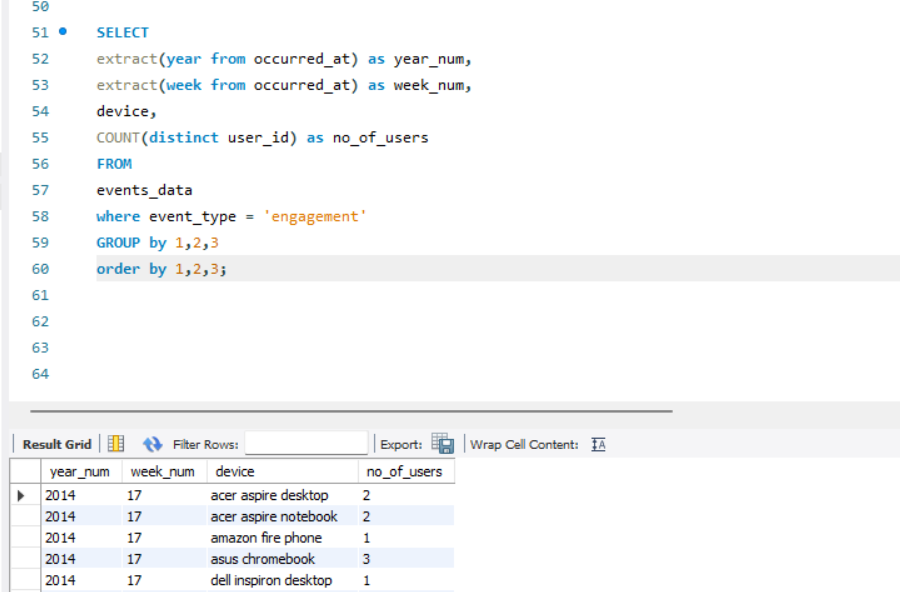 50
51 SELECT
52 extract(year from occurred_at) as year_num,
53 extract(week from occurred_at) as week_num,
54 device,
55 COUNT(distinct user_id) as no_of_users
56 FROM
57 events_data
58 where event_type = 'engagement'
59 GROUP by 1,2,3
60 order by 1,2,3;
61
62
63
64
Result Grid Filter Rows: Export: Wrap Cell Content: IA
year_num week_num device no_of_users
2014 17 acer aspire desktop 2
2014 17 acer aspire notebook 2
2014 17 amazon fire phone 1
2014 17 asus chromebook 3
2014 17 dell inspiron desktop 1